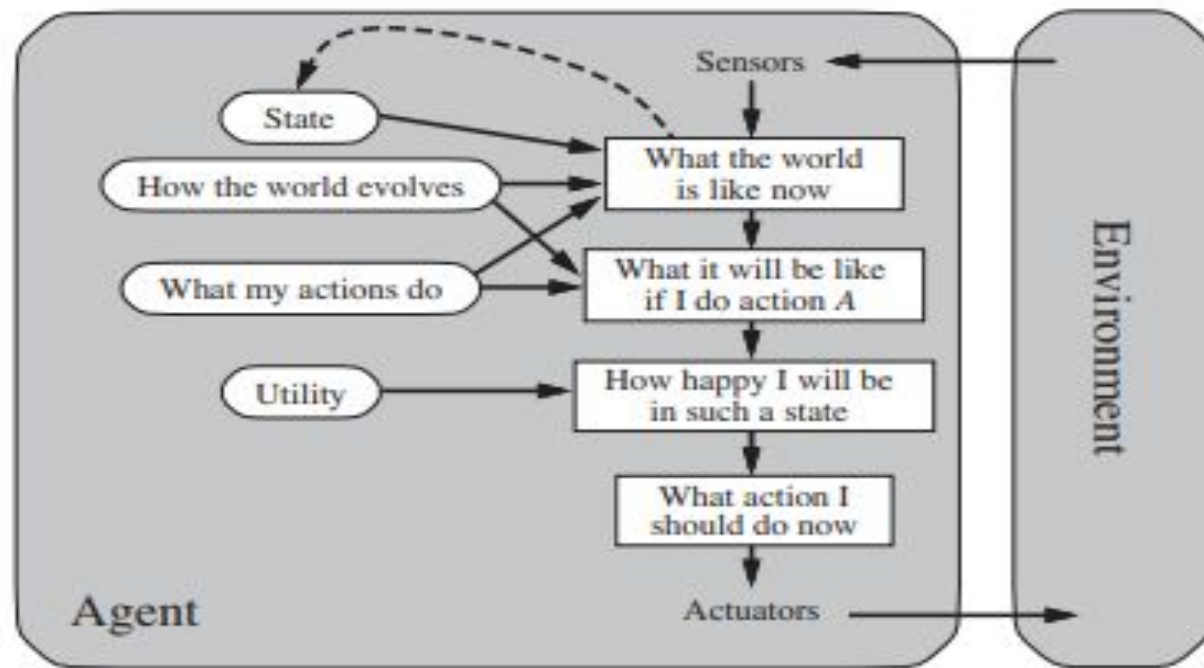 Sensors
State
What the world
is like now
How the world evolves
What my actions do
What it will be like
if I do action A
Utility
How happy I will be
in such a state
What action I
should do now
Agent
Actuators
Environment